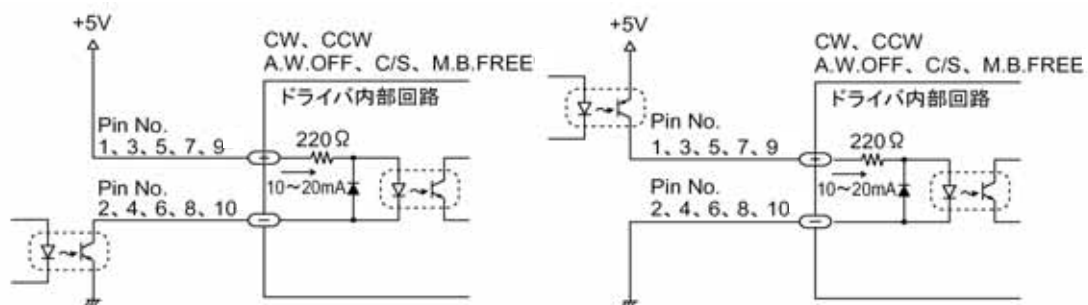 +5V
CW、CCW
A.W.OFF、C/S、M.B.FREE
ドライバ内部回路
Pin No.
1、3、5、7、9
220Ω
10～20mA
Pin No.
2、4、6、8、10
+5V
CW、CCW
A.W.OFF、C/S、M.B.FREE
ドライバ内部回路
Pin No.
1、3、5、7、9
220Ω
10～20mA
Pin No.
2、4、6、8、10